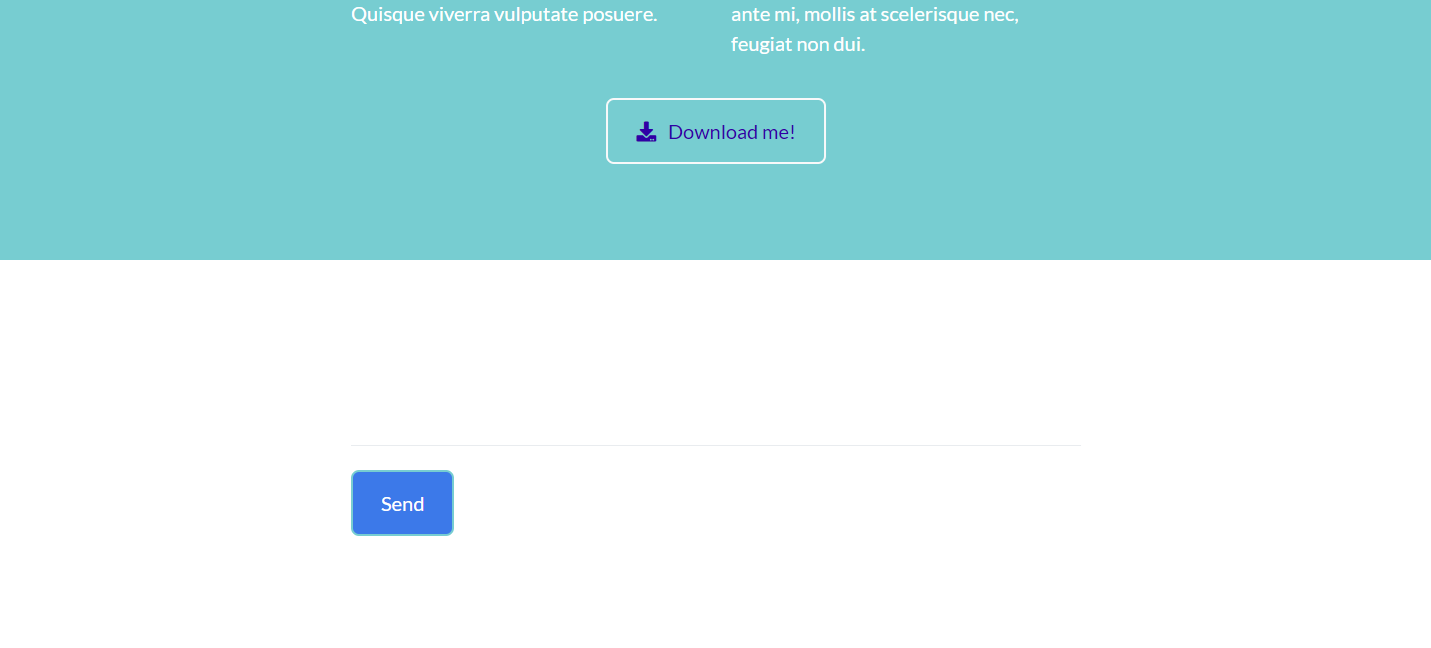 Quisque viverra vulputate posuere.
ante mi, mollis at scelerisque nec,
feugiat non dui.
Download me!
Send